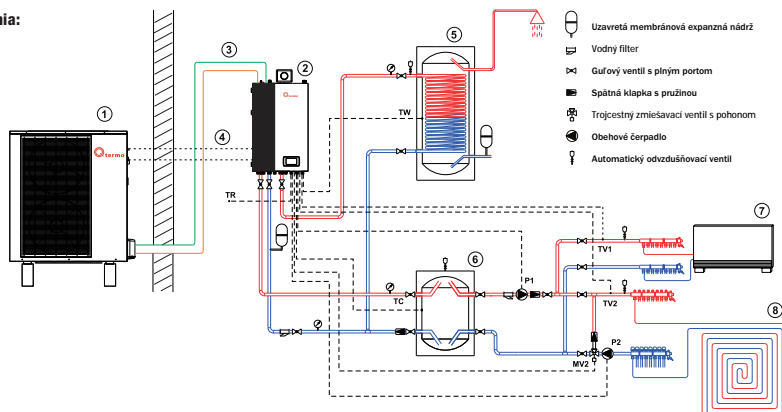 nia:
Uzavretá membránová expanzná nádrž
Vodný filter
Guľový ventil s plným portom
Spätná klapka s pružinou
Trojcestný zmiešavací ventil s pohonom
Obehové čerpadlo
Automatický odvzdušňovací ventil
1
2
3
4
5
6
7
8
termo
termo
TW
TR
TC
P1
TV1
TV2
MV2
P2